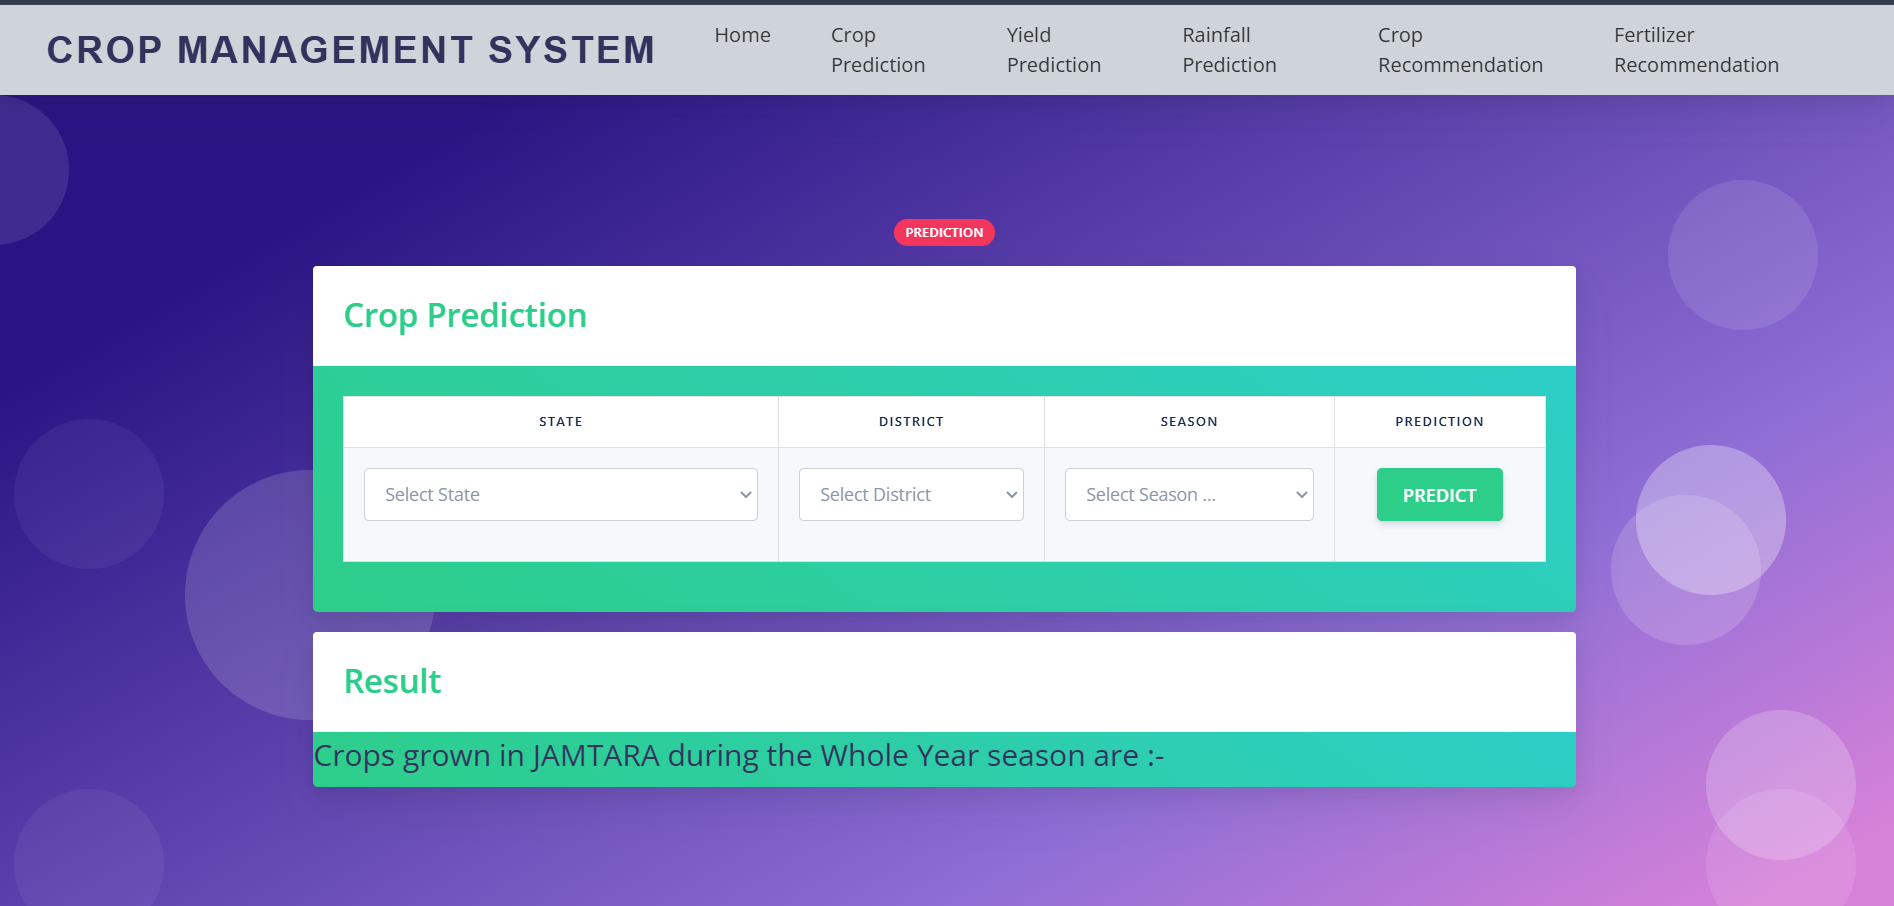 CROP MANAGEMENT SYSTEM
Home
Crop
Prediction
Yield
Prediction
Rainfall
Prediction
Crop
Recommendation
Fertilizer
Recommendation
PREDICTION
Crop Prediction
STATE DISTRICT SEASON PREDICTION
Select State Select District Select Season ... PREDICT
Result
Crops grown in JAMTARA during the Whole Year season are :-